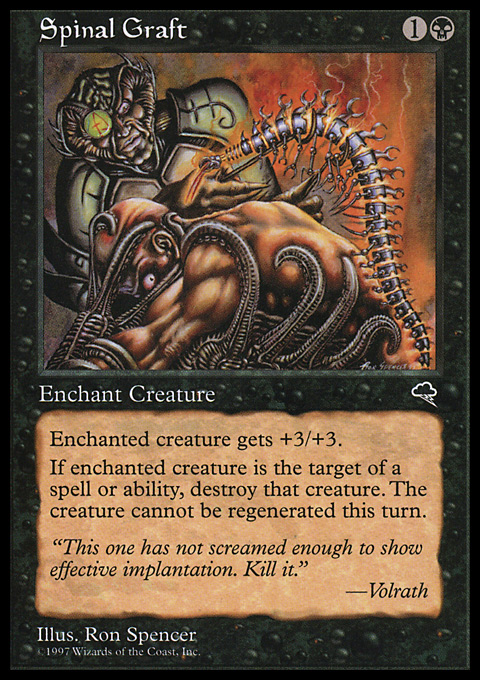 Spinal Graft 1
Enchant Creature
Enchanted creature gets +3/+3.
If enchanted creature is the target of a
spell or ability, destroy that creature. The
creature cannot be regenerated this turn.
“This one has not screamed enough to show
effective implantation. Kill it.”
—Volrath
Illus. Ron Spencer
©1997 Wizards of the Coast, Inc.